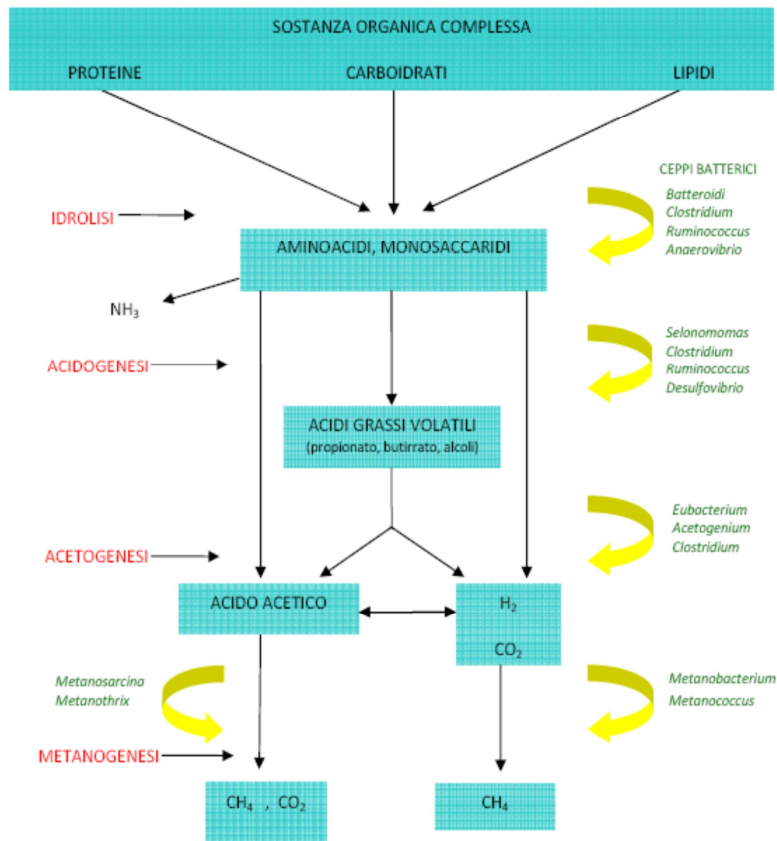 SOSTANZA ORGANICA COMPLESSA
PROTEINE CARBOIDRATI LIPIDI
CEPPI BATTERICI
Batteroidi
Clostridium
Ruminococcus
Anaerovibrio
IDROLISI
AMINOACIDI, MONOSACCARIDI
NH₃
Selonomomas
Clostridium
Ruminococcus
Desulfovibrio
ACIDOGENESI
ACIDI GRASSI VOLATILI
(propionato, butirrato, alcoli)
Eubacterium
Acetogenium
Clostridium
ACETOGENESI
ACIDO ACETICO
H₂
CO₂
Metanosarcina
Metanothrix
Metanobacterium
Metanococcus
METANOGENESI
CH₄ , CO₂
CH₄